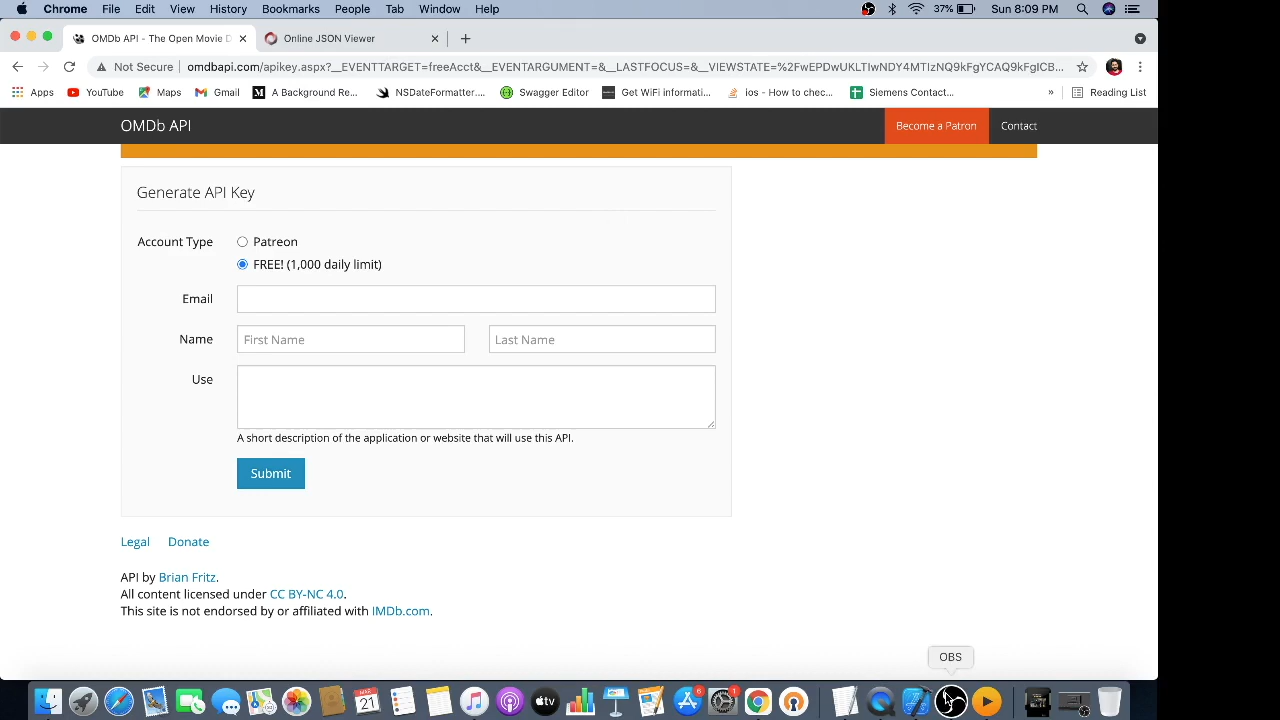 Chrome File Edit View History Bookmarks People Tab Window Help 37% Sun 8:09 PM
OMDb API - The Open Movie D Online JSON Viewer
Not Secure omdbapi.com/apikey.aspx?__EVENTTARGET=freeAcct&__EVENTARGUMENT=&__LASTFOCUS=&__VIEWSTATE=%2FwEPDwUKLTIwNDY4MTIzNQ9kFgYCAQ9kFgICB...
Apps YouTube Maps Gmail A Background Re... NSDateFormatter.... Swagger Editor Get WiFi informati... ios - How to chec... Siemens Contact... » Reading List
OMDb API Become a Patron Contact
Generate API Key
Account Type Patreon
FREE! (1,000 daily limit)
Email
Name First Name Last Name
Use
A short description of the application or website that will use this API.
Submit
Legal Donate
API by Brian Fritz.
All content licensed under CC BY-NC 4.0.
This site is not endorsed by or affiliated with IMDb.com.
OBS
MAR
21
tv
6
1